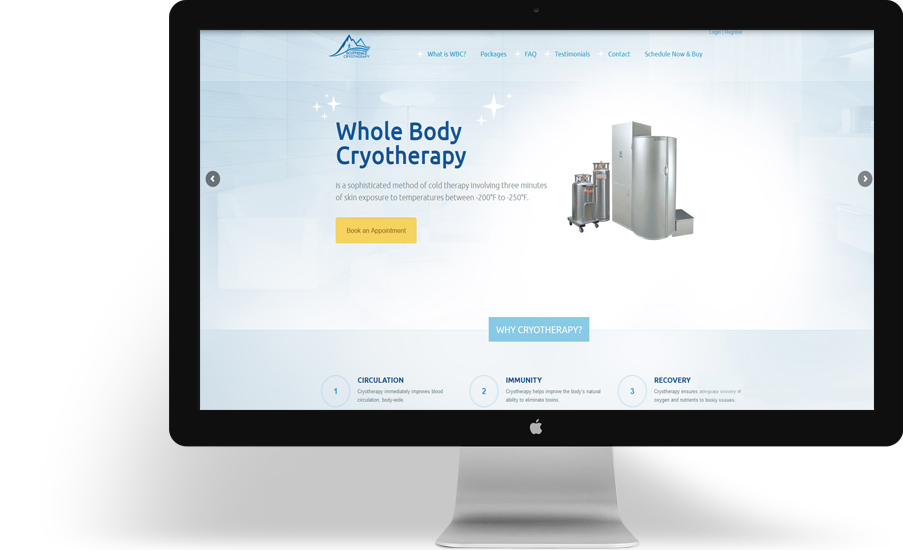 Login | Register
CRYOTHERAPY
What is WBC? Packages FAQ Testimonials Contact Schedule Now & Buy
Whole Body
Cryotherapy
is a sophisticated method of cold therapy involving three minutes
of skin exposure to temperatures between -200°F to -250°F.
Book an Appointment
WHY CRYOTHERAPY?
1
CIRCULATION
Cryotherapy immediately improves blood
circulation, body-wide.
2
IMMUNITY
Cryotherapy helps improve the body's natural
ability to eliminate toxins.
3
RECOVERY
Cryotherapy ensures adequate delivery of
oxygen and nutrients to bodily tissues.